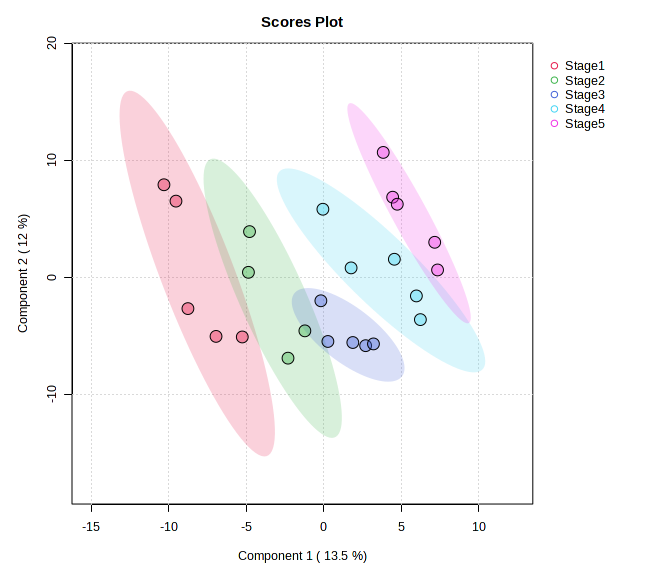 Scores Plot
20
10
0
-10
-15
-10
-5
0
5
10
Component 2 ( 12 %)
Component 1 ( 13.5 %)
Stage1
Stage2
Stage3
Stage4
Stage5